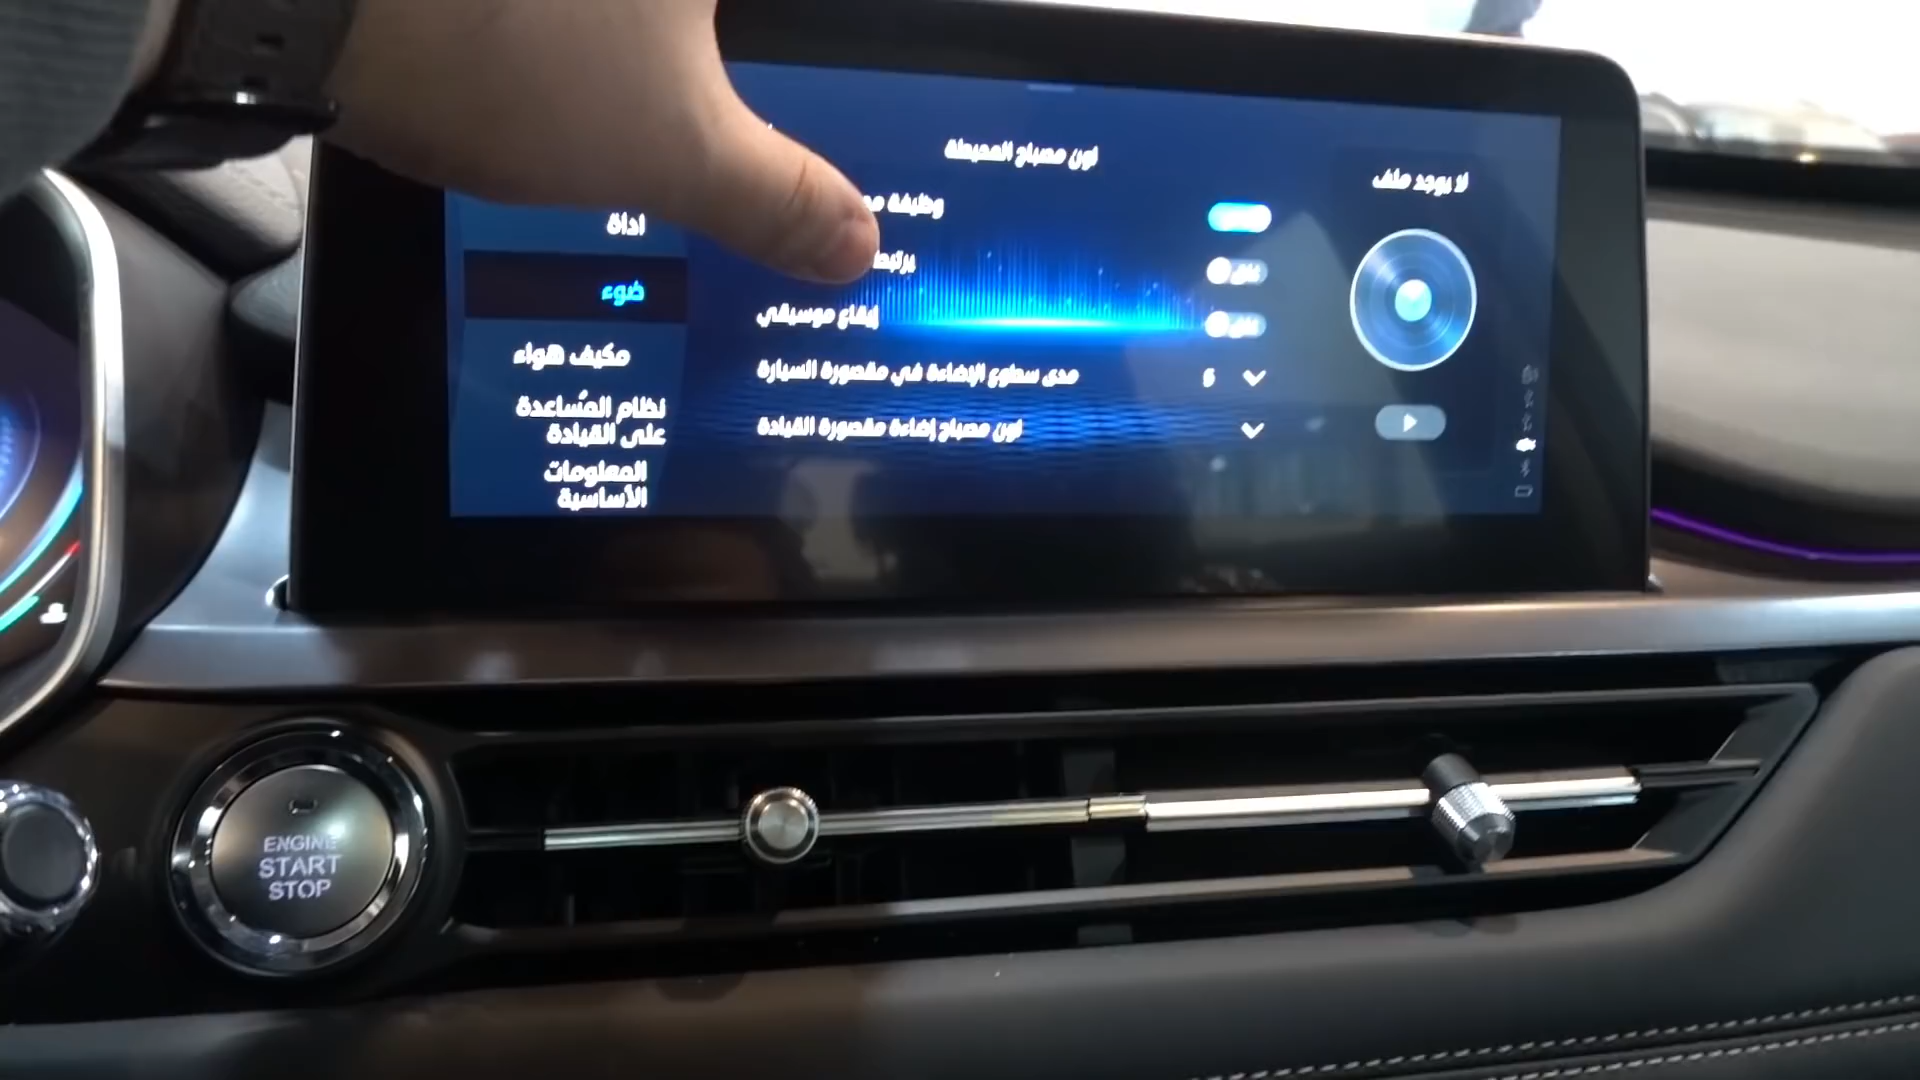 لون مصباح المحيطة
لا يوجد ملف
اداة
ضوء
مكيف هواء
نظام المساعدة
على القيادة
المعلومات
الأساسية
وظيفة
إيقاع موسيقي
مدى سطوع الإضاءة في مقصورة السيارة
6
لون مصباح إضاءة مقصورة القيادة
ENGINE
START
STOP